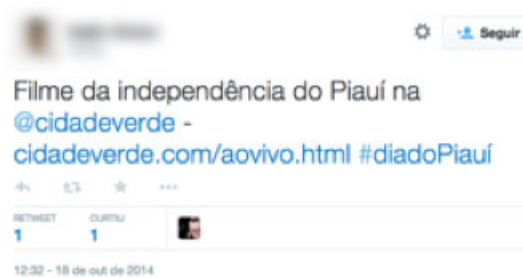 Seguir
Filme da independência do Piauí na
@cidadeverde -
cidadeverde.com/aovivo.html #diadoPiauí
RETWEET CURTIU
1 1
12:32 - 18 de out de 2014